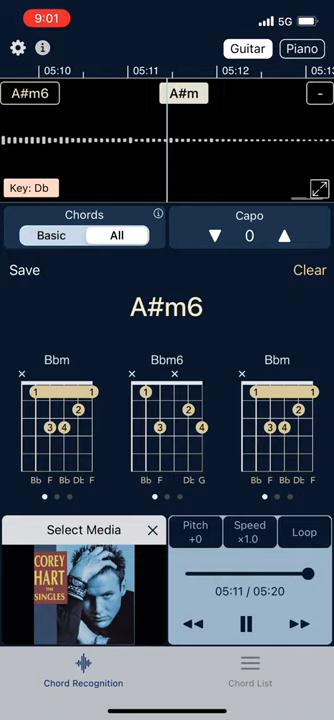 9:01
5G
Guitar
Piano
05:10
05:11
05:12
05:13
A#m6
A#m
-
Key: Db
Chords
Basic
All
Capo
0
Save
Clear
A#m6
Bbm
Bbm6
Bbm
× × × ×
1 1 1 1 1
2 2 2
3 4 3 4 3 4
Bb F Bb Db F
Bb F Db G
Bb F Bb Db F
Select Media ×
COREY
HART
THE
SINGLES
Pitch
+0
Speed
×1.0
Loop
05:11 / 05:20
Chord Recognition
Chord List